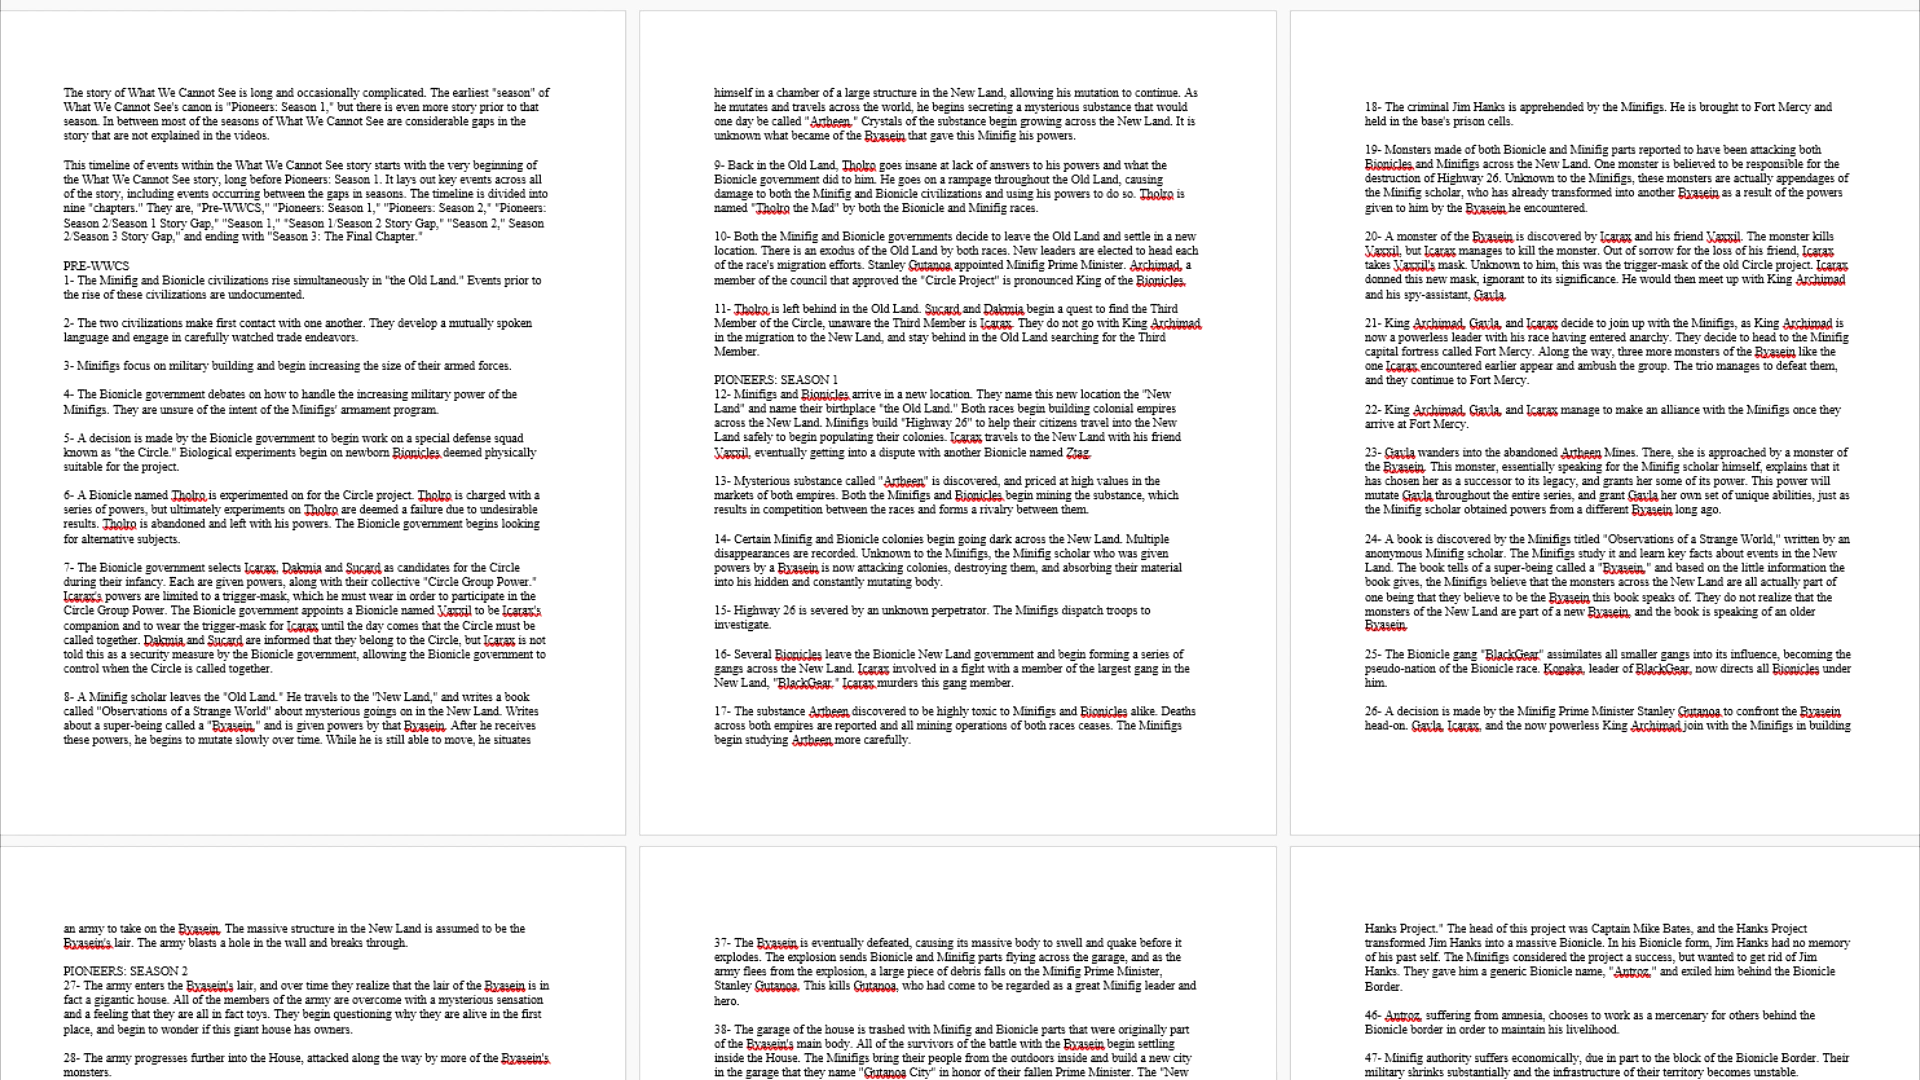 The story of What We Cannot See is long and occasionally complicated. The earliest "season" of
What We Cannot See's canon is "Pioneers: Season 1," but there is even more story prior to that
season. In between most of the seasons of What We Cannot See are considerable gaps in the
story that are not explained in the videos.
This timeline of events within the What We Cannot See story starts with the very beginning of
the What We Cannot See story, long before Pioneers: Season 1. It lays out key events across all
of the story, including events occurring between the gaps in seasons. The timeline is divided into
nine "chapters." They are, "Pre-WWCS," "Pioneers: Season 1," "Pioneers: Season 2," "Pioneers:
Season 2/Season 1 Story Gap," "Season 1," "Season 1/Season 2 Story Gap," "Season 2," Season
2/Season 3 Story Gap," and ending with "Season 3: The Final Chapter."
PRE-WWCS
1- The Minifig and Bionicle civilizations rise simultaneously in "the Old Land." Events prior to
the rise of these civilizations are undocumented.
2- The two civilizations make first contact with one another. They develop a mutually spoken
language and engage in carefully watched trade endeavors.
3- Minifigs focus on military building and begin increasing the size of their armed forces.
4- The Bionicle government debates on how to handle the increasing military power of the
Minifigs. They are unsure of the intent of the Minifigs' armament program.
5- A decision is made by the Bionicle government to begin work on a special defense squad
known as "the Circle." Biological experiments begin on newborn Bionicles deemed physically
suitable for the project.
6- A Bionicle named Tholro is experimented on for the Circle project. Tholro is charged with a
series of powers, but ultimately experiments on Tholro are deemed a failure due to undesirable
results. Tholro is abandoned and left with his powers. The Bionicle government begins looking
for alternative subjects.
7- The Bionicle government selects Icarax, Dakmia and Sucard as candidates for the Circle
during their infancy. Each are given powers, along with their collective "Circle Group Power."
Icarax's powers are limited to a trigger-mask, which he must wear in order to participate in the
Circle Group Power. The Bionicle government appoints a Bionicle named Vaxxil to be Icarax's
companion and to wear the trigger-mask for Icarax until the day comes that the Circle must be
called together. Dakmia and Sucard are informed that they belong to the Circle, but Icarax is not
told this as a security measure by the Bionicle government, allowing the Bionicle government to
control when the Circle is called together.
8- A Minifig scholar leaves the "Old Land." He travels to the "New Land," and writes a book
called "Observations of a Strange World" about mysterious goings on in the New Land. Writes
about a super-being called a "Byasein," and is given powers by that Byasein. After he receives
these powers, he begins to mutate slowly over time. While he is still able to move, he situates
himself in a chamber of a large structure in the New Land, allowing his mutation to continue. As
he mutates and travels across the world, he begins secreting a mysterious substance that would
one day be called "Artheen." Crystals of the substance begin growing across the New Land. It is
unknown what became of the Byasein that gave this Minifig his powers.
9- Back in the Old Land, Tholro goes insane at lack of answers to his powers and what the
Bionicle government did to him. He goes on a rampage throughout the Old Land, causing
damage to both the Minifig and Bionicle civilizations and using his powers to do so. Tholro is
named "Tholro the Mad" by both the Bionicle and Minifig races.
10- Both the Minifig and Bionicle governments decide to leave the Old Land and settle in a new
location. There is an exodus of the Old Land by both races. New leaders are elected to head each
of the race's migration efforts. Stanley Gutanoa appointed Minifig Prime Minister. Archimad, a
member of the council that approved the "Circle Project" is pronounced King of the Bionicles.
11- Tholro is left behind in the Old Land. Sucard and Dakmia begin a quest to find the Third
Member of the Circle, unaware the Third Member is Icarax. They do not go with King Archimad
in the migration to the New Land, and stay behind in the Old Land searching for the Third
Member.
PIONEERS: SEASON 1
12- Minifigs and Bionicles arrive in a new location. They name this new location the "New
Land" and name their birthplace "the Old Land." Both races begin building colonial empires
across the New Land. Minifigs build "Highway 26" to help their citizens travel into the New
Land safely to begin populating their colonies. Icarax travels to the New Land with his friend
Vaxxil, eventually getting into a dispute with another Bionicle named Ztag.
13- Mysterious substance called "Artheen" is discovered, and priced at high values in the
markets of both empires. Both the Minifigs and Bionicles begin mining the substance, which
results in competition between the races and forms a rivalry between them.
14- Certain Minifig and Bionicle colonies begin going dark across the New Land. Multiple
disappearances are recorded. Unknown to the Minifigs, the Minifig scholar who was given
powers by a Byasein is now attacking colonies, destroying them, and absorbing their material
into his hidden and constantly mutating body.
15- Highway 26 is severed by an unknown perpetrator. The Minifigs dispatch troops to
investigate.
16- Several Bionicles leave the Bionicle New Land government and begin forming a series of
gangs across the New Land. Icarax involved in a fight with a member of the largest gang in the
New Land, "BlackGear." Icarax murders this gang member.
17- The substance Artheen discovered to be highly toxic to Minifigs and Bionicles alike. Deaths
across both empires are reported and all mining operations of both races ceases. The Minifigs
begin studying Artheen more carefully.
18- The criminal Jim Hanks is apprehended by the Minifigs. He is brought to Fort Mercy and
held in the base's prison cells.
19- Monsters made of both Bionicle and Minifig parts reported to have been attacking both
Bionicles and Minifigs across the New Land. One monster is believed to be responsible for the
destruction of Highway 26. Unknown to the Minifigs, these monsters are actually appendages of
the Minifig scholar, who has already transformed into another Byasein as a result of the powers
given to him by the Byasein he encountered.
20- A monster of the Byasein is discovered by Icarax and his friend Vaxxil. The monster kills
Vaxxil, but Icarax manages to kill the monster. Out of sorrow for the loss of his friend, Icarax
takes Vaxxil's mask. Unknown to him, this was the trigger-mask of the old Circle project. Icarax
donned this new mask, ignorant to its significance. He would then meet up with King Archimad
and his spy-assistant, Gayla.
21- King Archimad, Gayla, and Icarax decide to join up with the Minifigs, as King Archimad is
now a powerless leader with his race having entered anarchy. They decide to head to the Minifig
capital fortress called Fort Mercy. Along the way, three more monsters of the Byasein like the
one Icarax encountered earlier appear and ambush the group. The trio manages to defeat them,
and they continue to Fort Mercy.
22- King Archimad, Gayla, and Icarax manage to make an alliance with the Minifigs once they
arrive at Fort Mercy.
23- Gayla wanders into the abandoned Artheen Mines. There, she is approached by a monster of
the Byasein. This monster, essentially speaking for the Minifig scholar himself, explains that it
has chosen her as a successor to its legacy, and grants her some of its power. This power will
mutate Gayla throughout the entire series, and grant Gayla her own set of unique abilities, just as
the Minifig scholar obtained powers from a different Byasein long ago.
24- A book is discovered by the Minifigs titled "Observations of a Strange World," written by an
anonymous Minifig scholar. The Minifigs study it and learn key facts about events in the New
Land. The book tells of a super-being called a "Byasein," and based on the little information the
book gives, the Minifigs believe that the monsters across the New Land are all actually part of
one being that they believe to be the Byasein this book speaks of. They do not realize that the
monsters of the New Land are part of a new Byasein, and the book is speaking of an older
Byasein.
25- The Bionicle gang "BlackGear" assimilates all smaller gangs into its influence, becoming the
pseudo-nation of the Bionicle race. Kopaka, leader of BlackGear, now directs all Bionicles under
him.
26- A decision is made by the Minifig Prime Minister Stanley Gutanoa to confront the Byasein
head-on. Gayla, Icarax, and the now powerless King Archimad join with the Minifigs in building
an army to take on the Byasein. The massive structure in the New Land is assumed to be the
Byasein's lair. The army blasts a hole in the wall and breaks through.
PIONEERS: SEASON 2
27- The army enters the Byasein's lair, and over time they realize that the lair of the Byasein is in
fact a gigantic house. All of the members of the army are overcome with a mysterious sensation
and a feeling that they are all in fact toys. They begin questioning why they are alive in the first
place, and begin to wonder if this giant house has owners.
28- The army progresses further into the House, attacked along the way by more of the Byasein's
monsters.
37- The Byasein is eventually defeated, causing its massive body to swell and quake before it
explodes. The explosion sends Bionicle and Minifig parts flying across the garage, and as the
army flees from the explosion, a large piece of debris falls on the Minifig Prime Minister,
Stanley Gutanoa. This kills Gutanoa, who had come to be regarded as a great Minifig leader and
hero.
38- The garage of the house is trashed with Minifig and Bionicle parts that were originally part
of the Byasein's main body. All of the survivors of the battle with the Byasein begin settling
inside the House. The Minifigs bring their people from the outdoors inside and build a new city
in the garage that they name "Gutanoa City" in honor of their fallen Prime Minister. The "New
Hanks Project." The head of this project was Captain Mike Bates, and the Hanks Project
transformed Jim Hanks into a massive Bionicle. In his Bionicle form, Jim Hanks had no memory
of his past self. The Minifigs considered the project a success, but wanted to get rid of Jim
Hanks. They gave him a generic Bionicle name, "Antroz," and exiled him behind the Bionicle
Border.
46- Antroz, suffering from amnesia, chooses to work as a mercenary for others behind the
Bionicle border in order to maintain his livelihood.
47- Minifig authority suffers economically, due in part to the block of the Bionicle Border. Their
military shrinks substantially and the infrastructure of their territory becomes unstable.